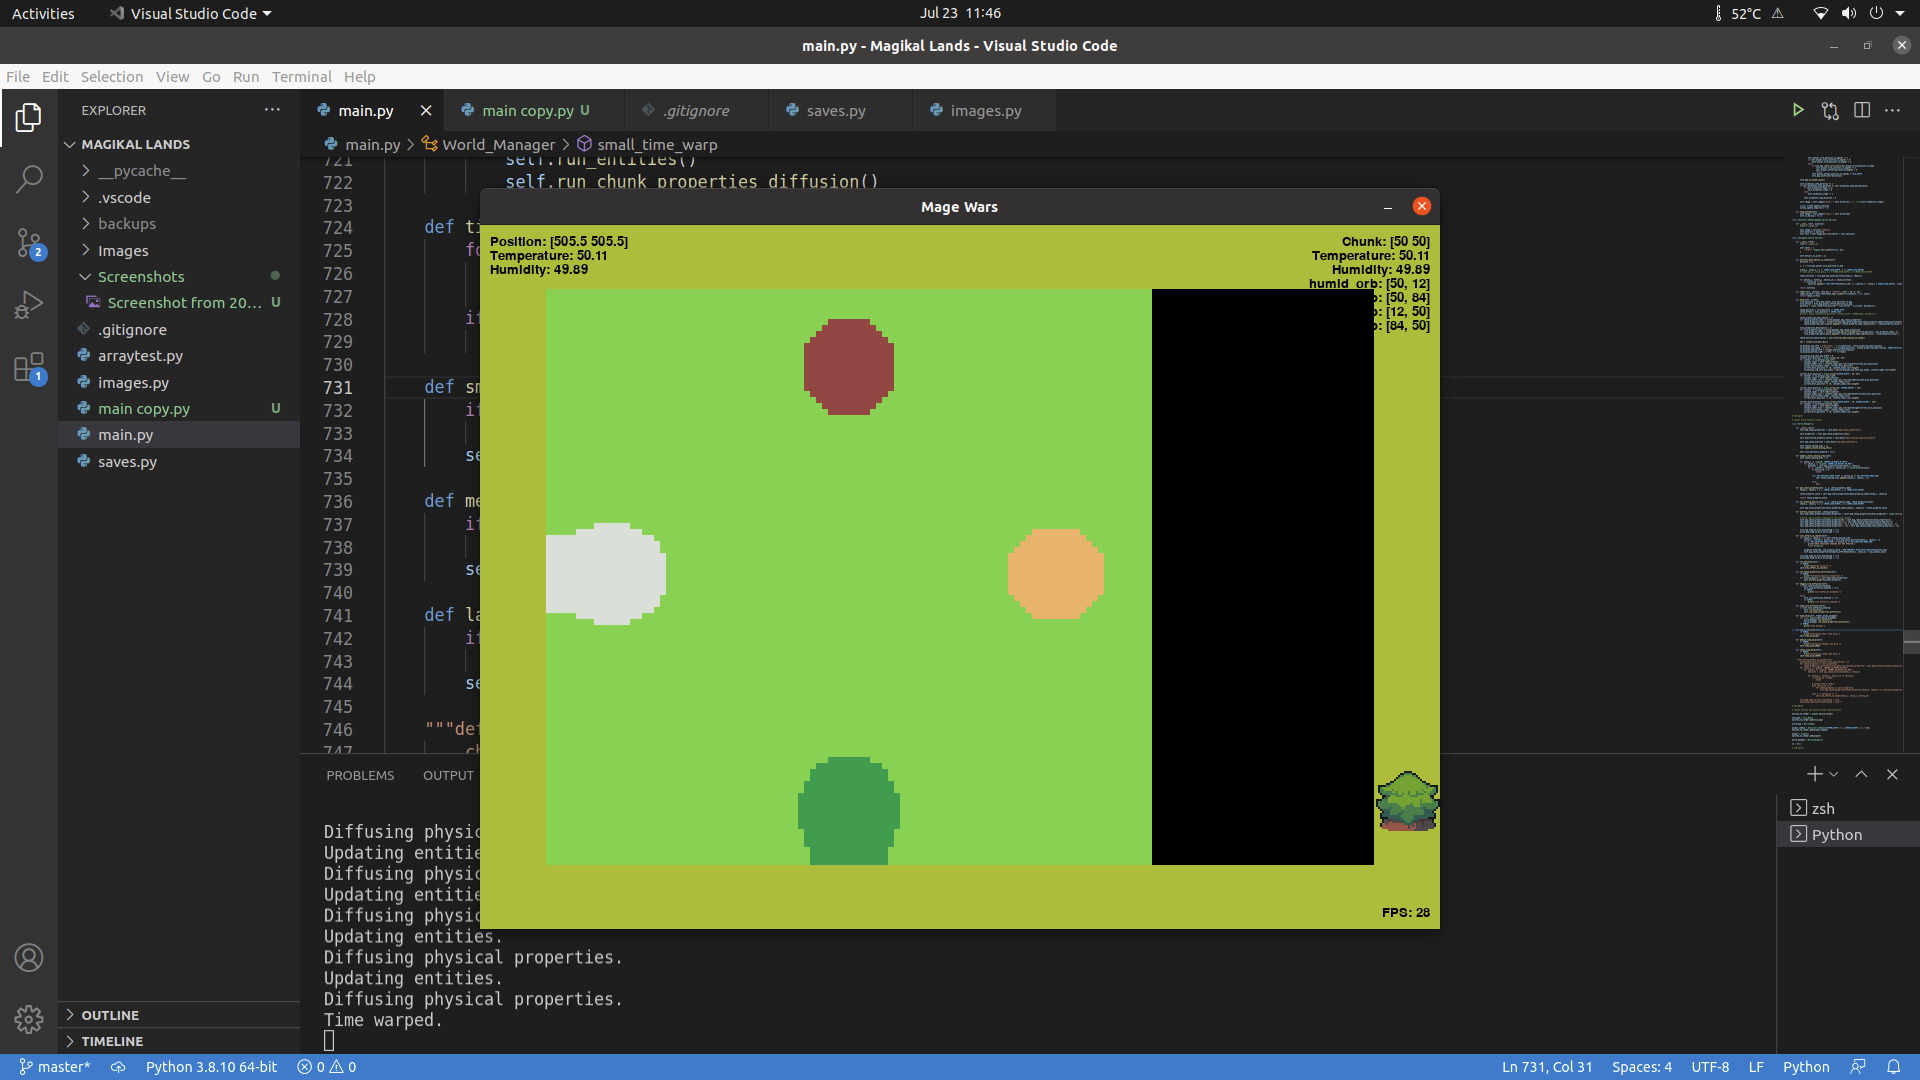 Activities
Visual Studio Code
Jul 23 11:46
52°C
main.py - Magikal Lands - Visual Studio Code
File Edit Selection View Go Run Terminal Help
EXPLORER
MAGIKAL LANDS
__pycache__
.vscode
backups
Images
Screenshots
Screenshot from 20... U
.gitignore
arraytest.py
images.py
main copy.py U
main.py
saves.py
OUTLINE
TIMELINE
2
1
main.py
main copy.py U
.gitignore
saves.py
images.py
main.py > World_Manager > small_time_warp
721 self.run_entities()
722 self.run_chunk_properties_diffusion()
723
724 def ti
725 fo
726
727
728 if
729
730
731 def sm
732 if
733
734 se
735
736 def me
737 if
738
739 se
740
741 def la
742 if
743
744 se
745
746 """def
747 ch
Mage Wars
Position: [505.5 505.5]
Temperature: 50.11
Humidity: 49.89
Chunk: [50 50]
Temperature: 50.11
Humidity: 49.89
humid_orb: [50, 12]
b: [50, 84]
b: [12, 50]
b: [84, 50]
FPS: 28
PROBLEMS OUTPUT
Diffusing physic
Updating entitie
Diffusing physic
Updating entitie
Diffusing physic
Updating entities.
Diffusing physical properties.
Updating entities.
Diffusing physical properties.
Time warped.
zsh
Python
master*
Python 3.8.10 64-bit
0 0
Ln 731, Col 31
Spaces: 4
UTF-8
LF
Python